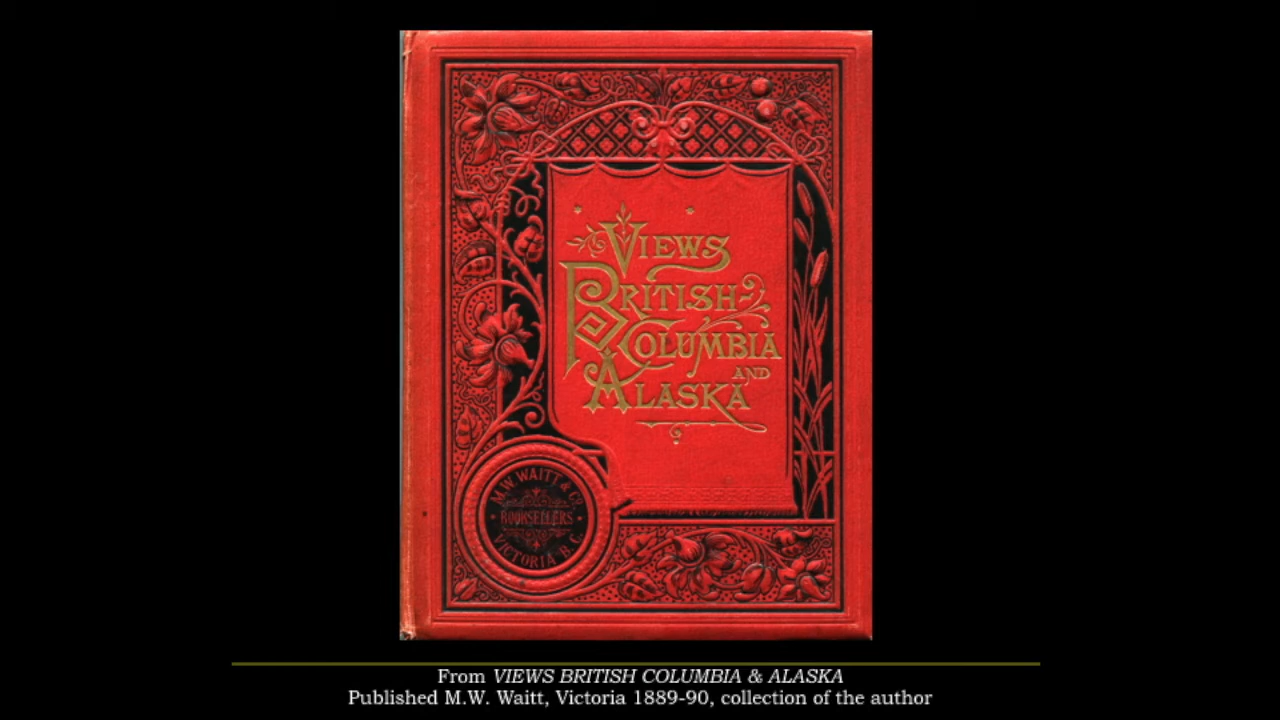 VIEWS
BRITISH
COLUMBIA
AND
ALASKA
M.W. WAITT & CO.
BOOKSELLERS
VICTORIA B. C.
From VIEWS BRITISH COLUMBIA & ALASKA
Published M.W. Waitt, Victoria 1889-90, collection of the author